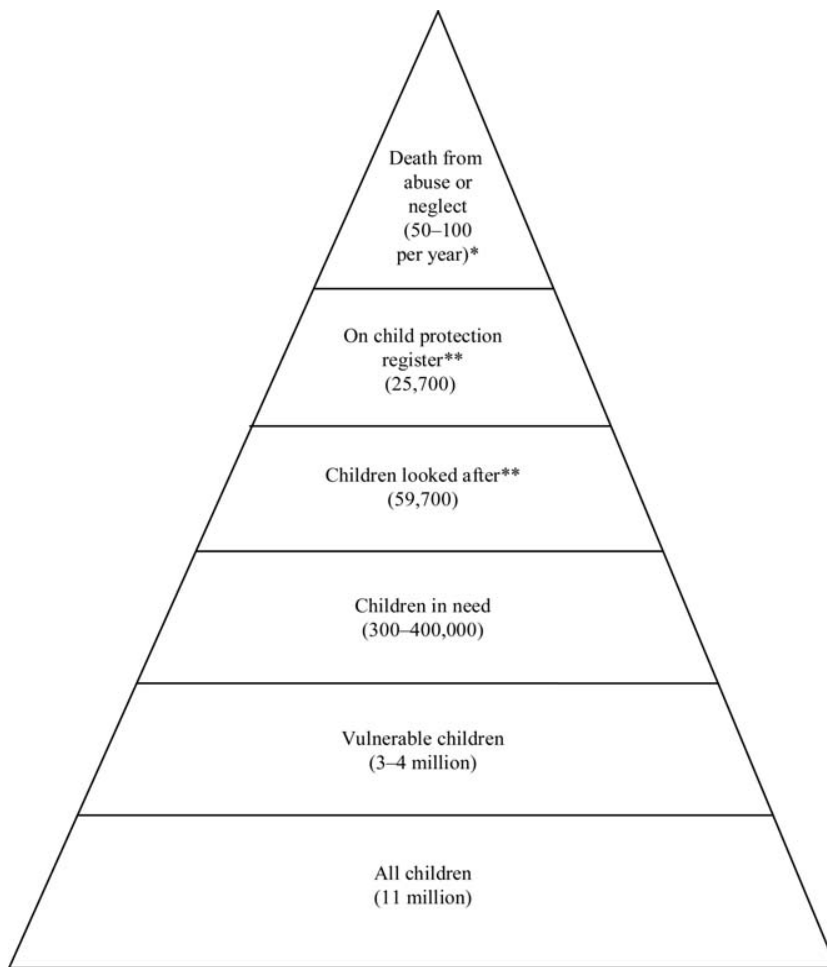 Death from
abuse or
neglect
(50–100
per year)*
On child protection
register**
(25,700)
Children looked after**
(59,700)
Children in need
(300–400,000)
Vulnerable children
(3–4 million)
All children
(11 million)